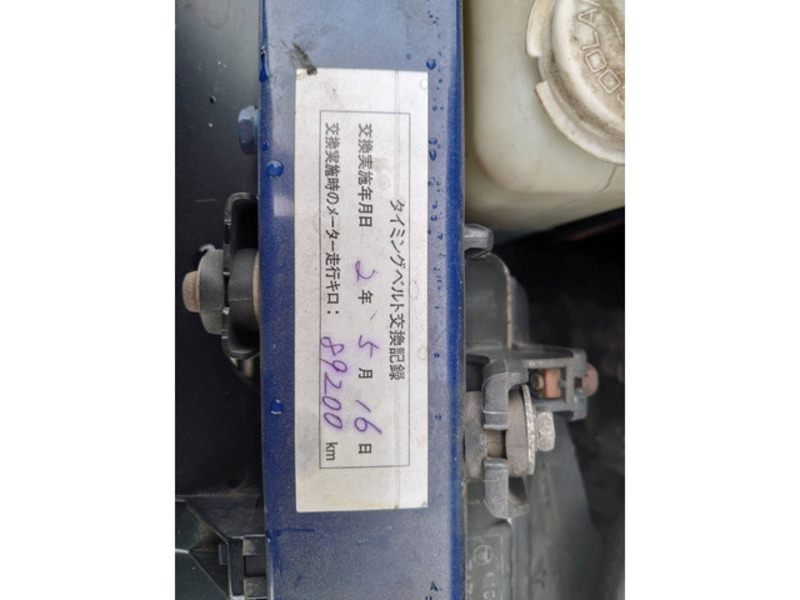 タイミングベルト交換記録
交換実施年月日 2年 5月 16日
交換実施時のメーター走行キロ: 89200 km